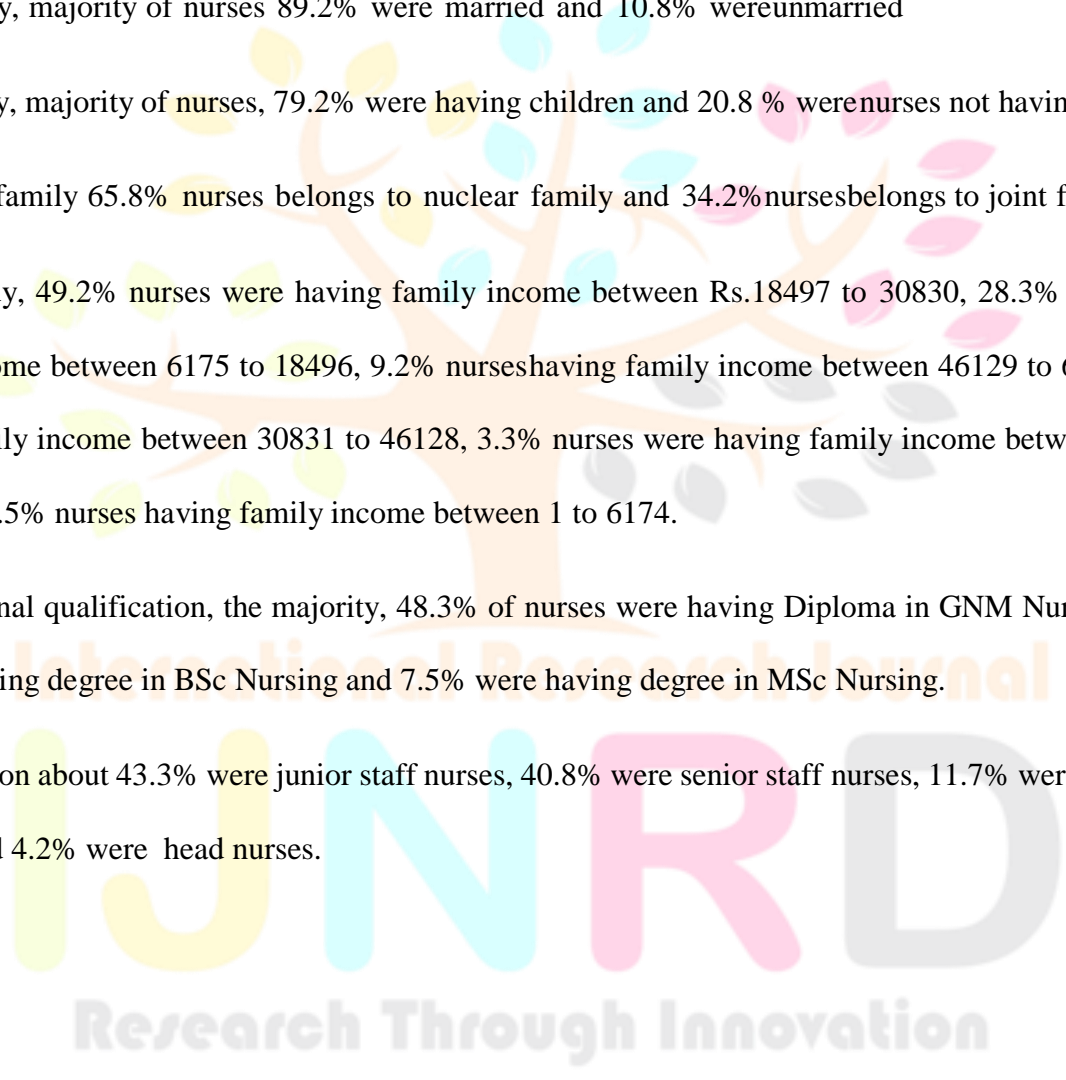 y, majority of nurses 89.2% were married and 10.8% wereunmarried
y, majority of nurses, 79.2% were having children and 20.8 % werenurses not havin
family 65.8% nurses belongs to nuclear family and 34.2%nursesbelongs to joint f
y, 49.2% nurses were having family income between Rs.18497 to 30830, 28.3%
me between 6175 to 18496, 9.2% nurseshaving family income between 46129 to 6
ly income between 30831 to 46128, 3.3% nurses were having family income betw
.5% nurses having family income between 1 to 6174.
nal qualification, the majority, 48.3% of nurses were having Diploma in GNM Nur
International Research Journal
ing degree in BSc Nursing and 7.5% were having degree in MSc Nursing.
IJNRD
on about 43.3% were junior staff nurses, 40.8% were senior staff nurses, 11.7% wer
d 4.2% were head nurses.
Research Through Innovation